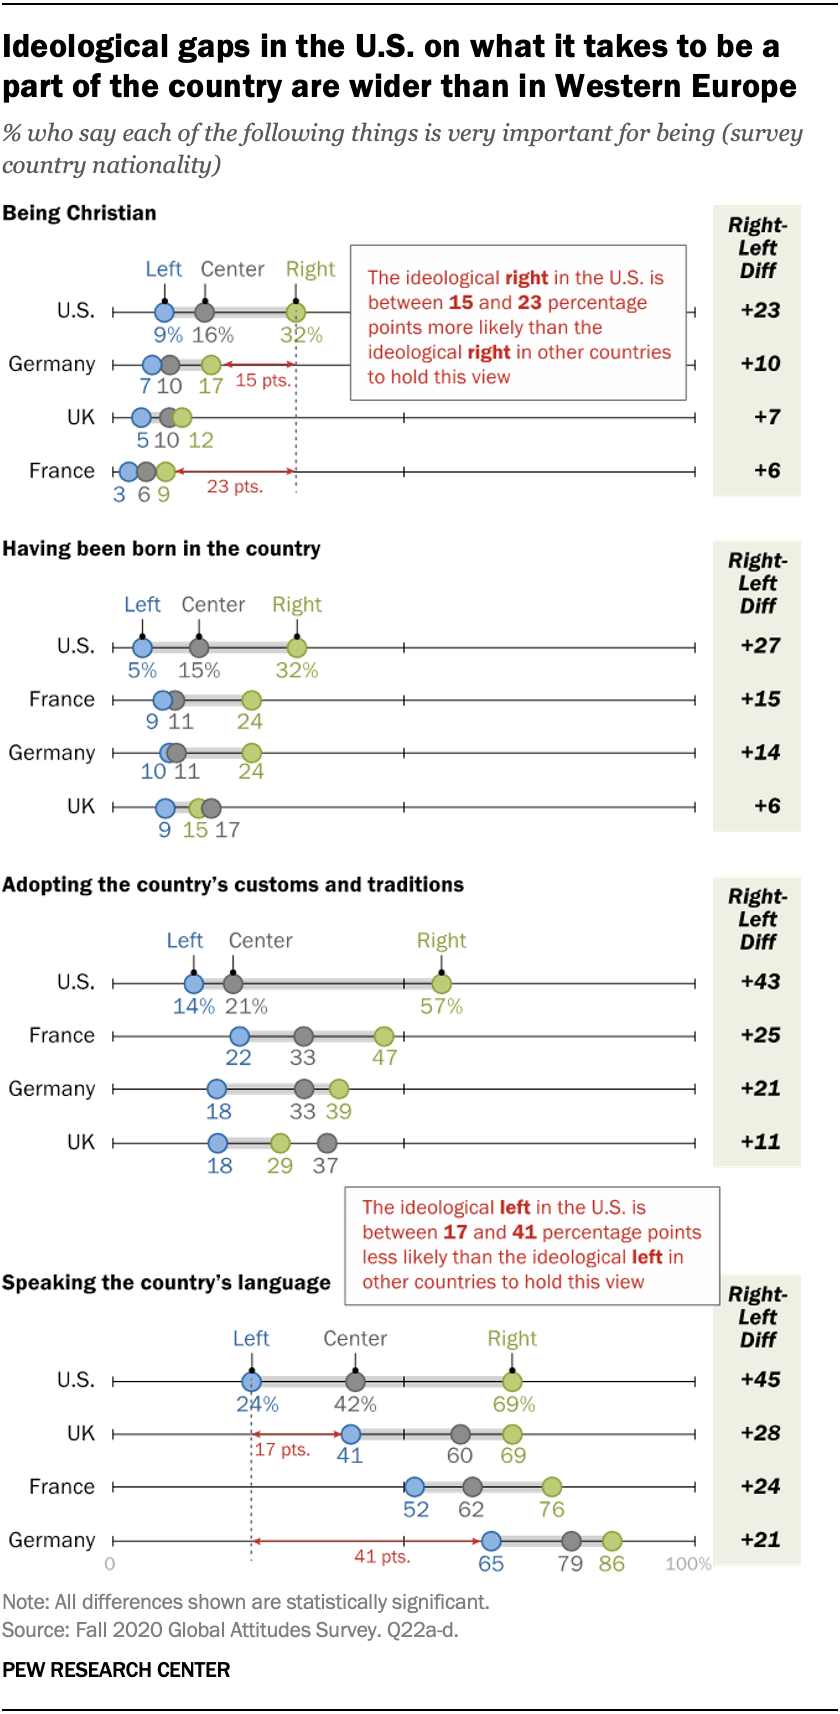 Ideological gaps in the U.S. on what it takes to be a
part of the country are wider than in Western Europe
% who say each of the following things is very important for being (survey
country nationality)
Being Christian
Right-
Left
Diff
Left Center Right
The ideological right in the U.S. is
between 15 and 23 percentage
points more likely than the
ideological right in other countries
to hold this view
U.S. +23
9% 16% 32%
Germany +10
7 10 17 15 pts.
UK +7
5 10 12
France +6
3 6 9 23 pts.
Having been born in the country
Right-
Left
Diff
Left Center Right
U.S. +27
5% 15% 32%
France +15
9 11 24
Germany +14
10 11 24
UK +6
9 15 17
Adopting the country's customs and traditions
Right-
Left
Diff
Left Center Right
U.S. +43
14% 21% 57%
France +25
22 33 47
Germany +21
18 33 39
UK +11
18 29 37
The ideological left in the U.S. is
between 17 and 41 percentage points
less likely than the ideological left in
other countries to hold this view
Speaking the country's language
Right-
Left
Diff
Left Center Right
U.S. +45
24% 42% 69%
UK +28
17 pts. 41 60 69
France +24
52 62 76
Germany +21
0 41 pts. 65 79 86 100%
Note: All differences shown are statistically significant.
Source: Fall 2020 Global Attitudes Survey. Q22a-d.
PEW RESEARCH CENTER